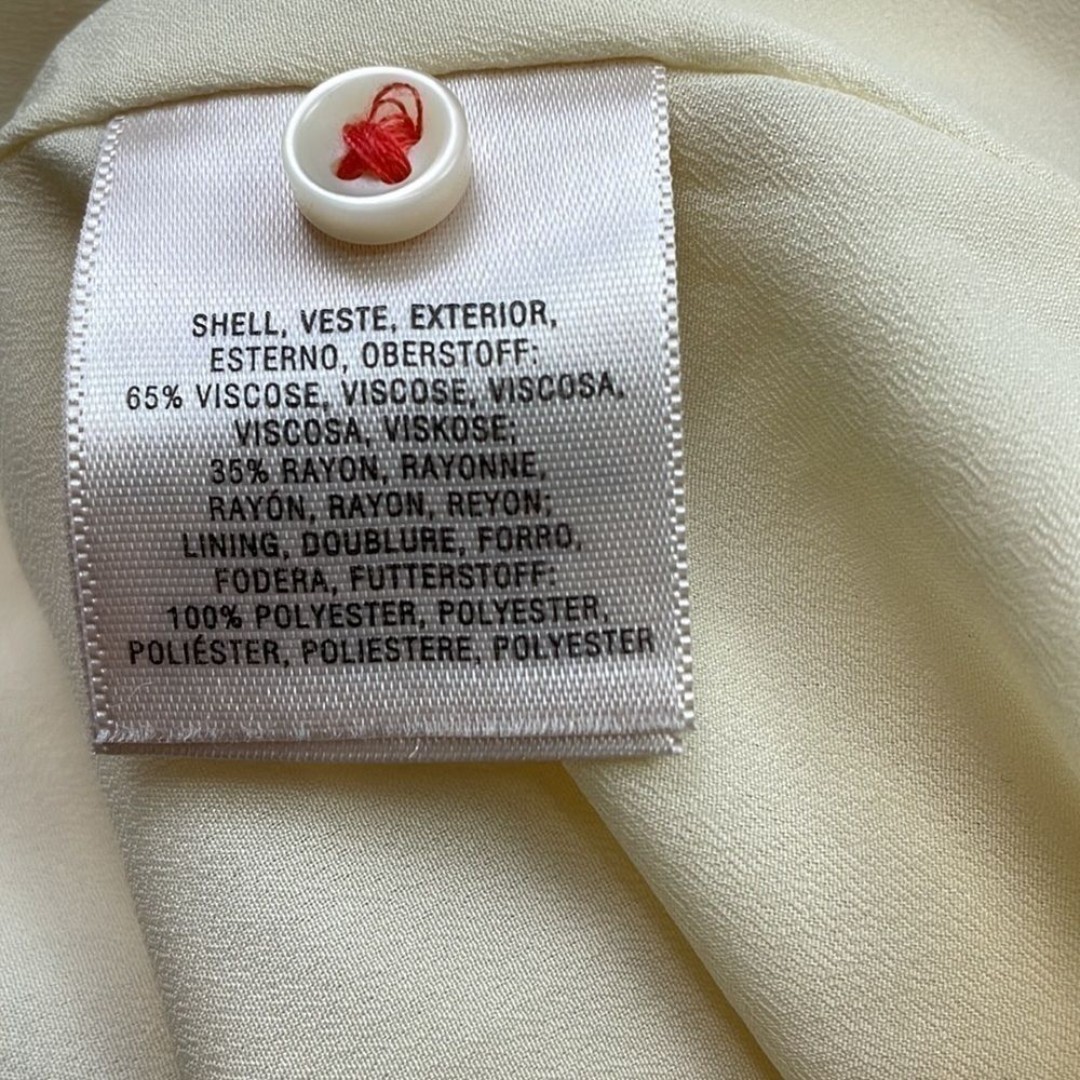 SHELL, VESTE, EXTERIOR,
ESTERNO, OBERSTOFF:
65% VISCOSE, VISCOSE, VISCOSA,
VISCOSA, VISKOSE;
35% RAYON, RAYONNE,
RAYÓN, RAYON, REYON;
LINING, DOUBLURE, FORRO,
FODERA, FUTTERSTOFF:
100% POLYESTER, POLYESTER,
POLIÉSTER, POLIESTERE, POLYESTER